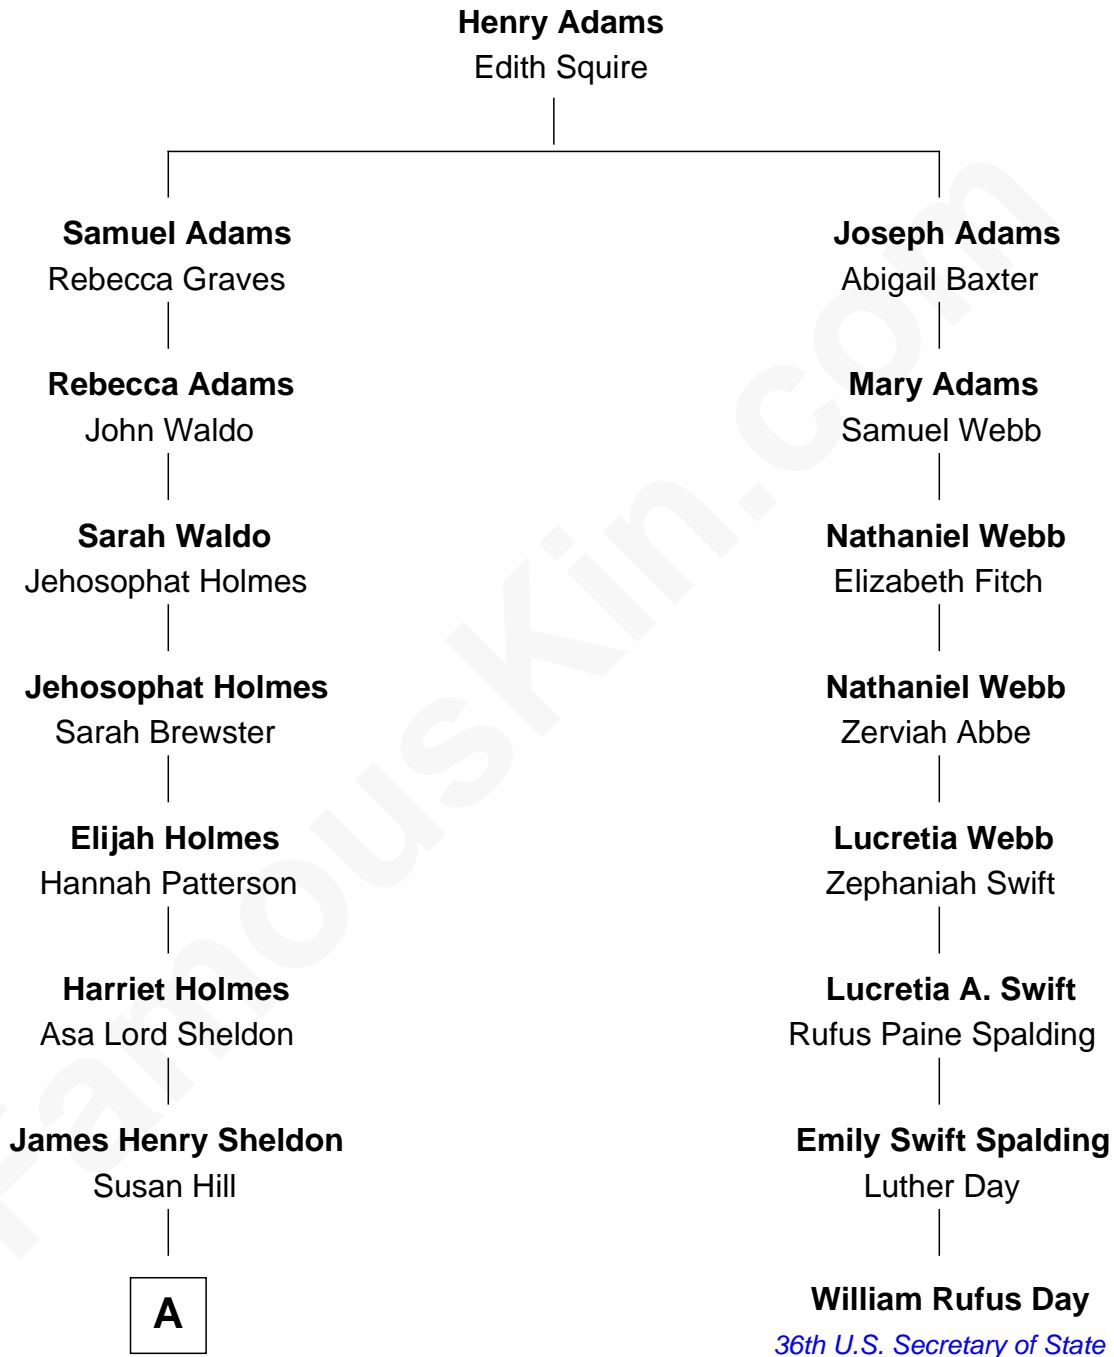 Henry Adams
Edith Squire
Samuel Adams
Rebecca Graves
Joseph Adams
Abigail Baxter
Rebecca Adams
John Waldo
Mary Adams
Samuel Webb
Sarah Waldo
Jehosophat Holmes
Nathaniel Webb
Elizabeth Fitch
Jehosophat Holmes
Sarah Brewster
Nathaniel Webb
Zerviah Abbe
Elijah Holmes
Hannah Patterson
Lucretia Webb
Zephaniah Swift
Harriet Holmes
Asa Lord Sheldon
Lucretia A. Swift
Rufus Paine Spalding
James Henry Sheldon
Susan Hill
Emily Swift Spalding
Luther Day
A
William Rufus Day
36th U.S. Secretary of State
FamousKin.com